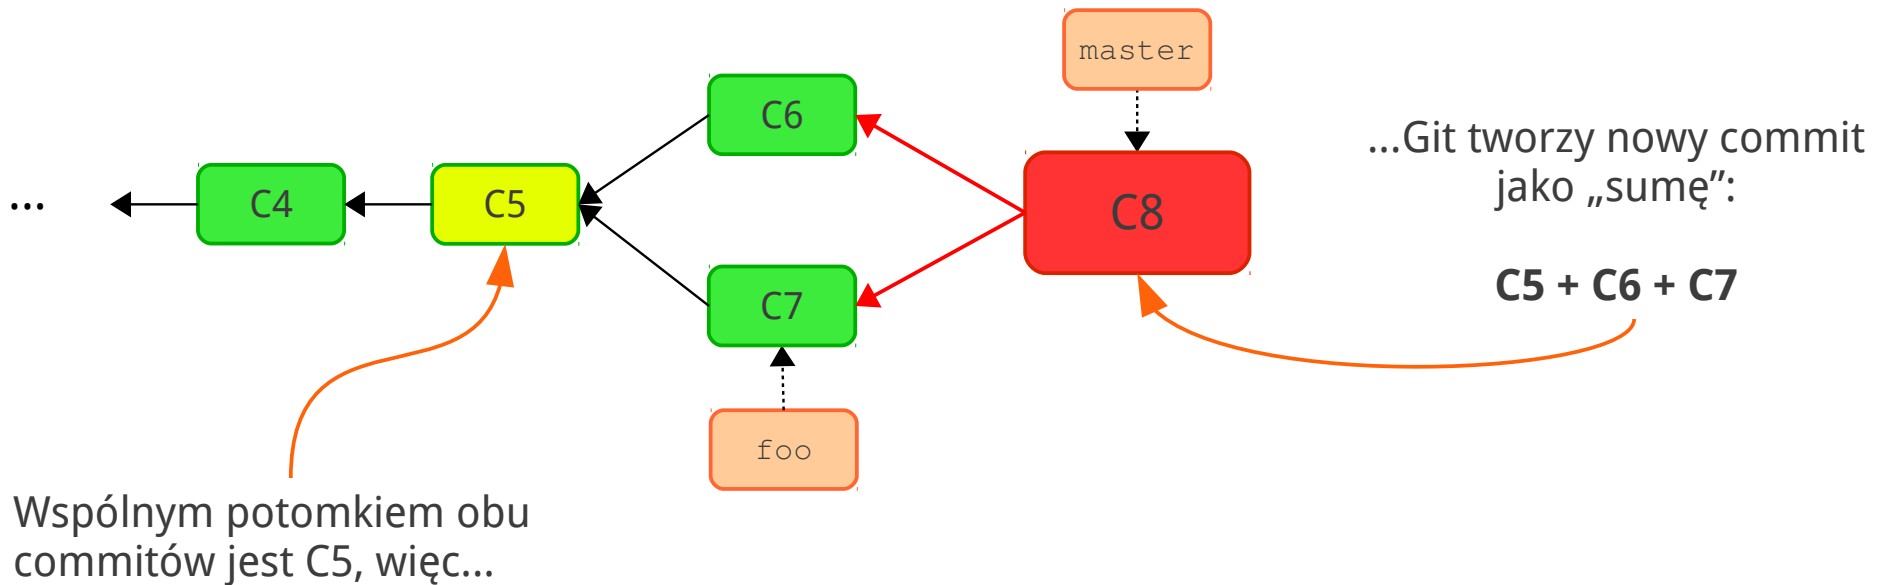 master
C6
...Git tworzy nowy commit
jako „sumę”:
...
C4
C5
C8
C5 + C6 + C7
C7
foo
Wspólnym potomkiem obu
commitów jest C5, więc...